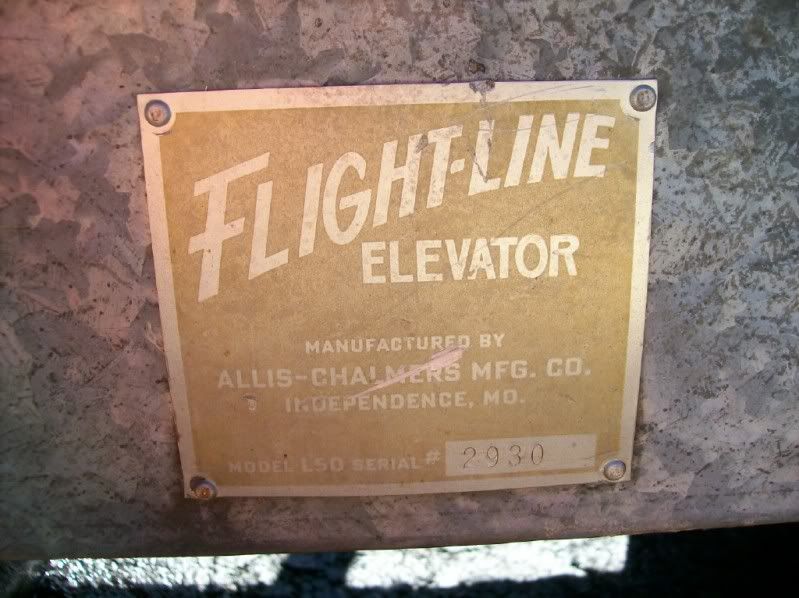 FLIGHT-LINE
ELEVATOR
MANUFACTURED BY
ALLIS-CHALMERS MFG. CO.
INDEPENDENCE, MO.
MODEL L50 SERIAL # 2930